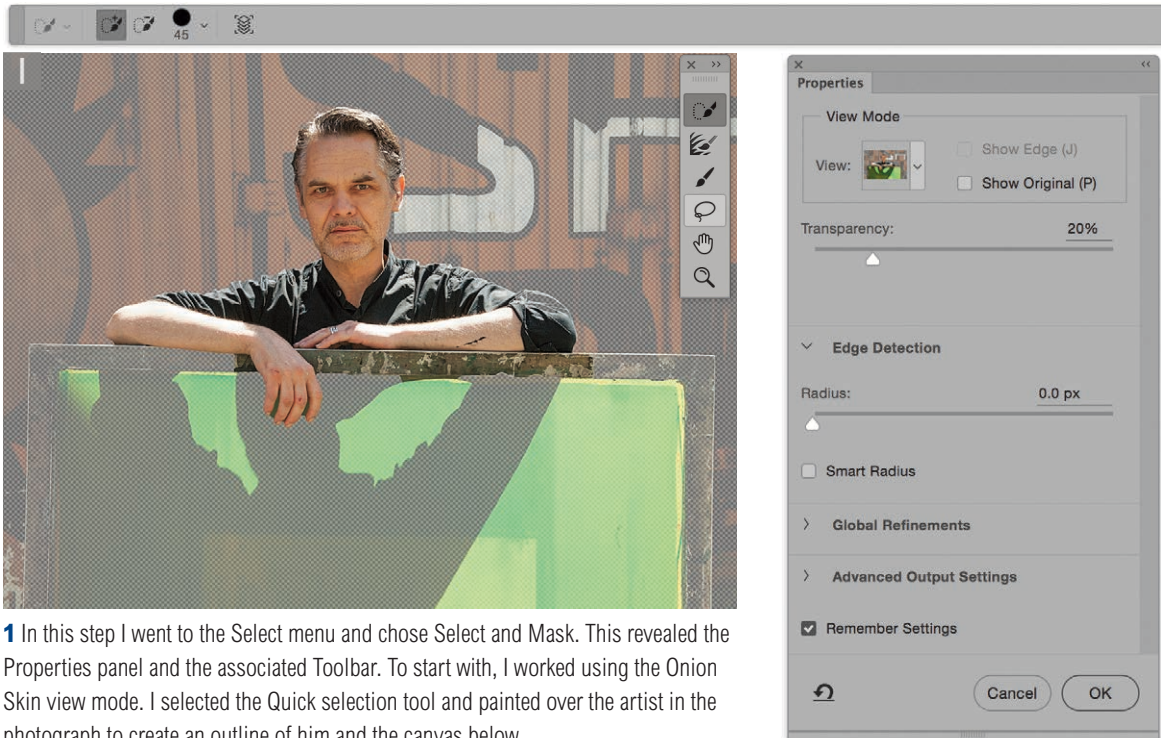 45
1
Properties
View Mode
View:
Show Edge (J)
Show Original (P)
Transparency: 20%
Edge Detection
Radius: 0.0 px
Smart Radius
Global Refinements
Advanced Output Settings
Remember Settings
Cancel OK
1 In this step I went to the Select menu and chose Select and Mask. This revealed the
Properties panel and the associated Toolbar. To start with, I worked using the Onion
Skin view mode. I selected the Quick selection tool and painted over the artist in the
photograph to create an outline of him and the canvas below.